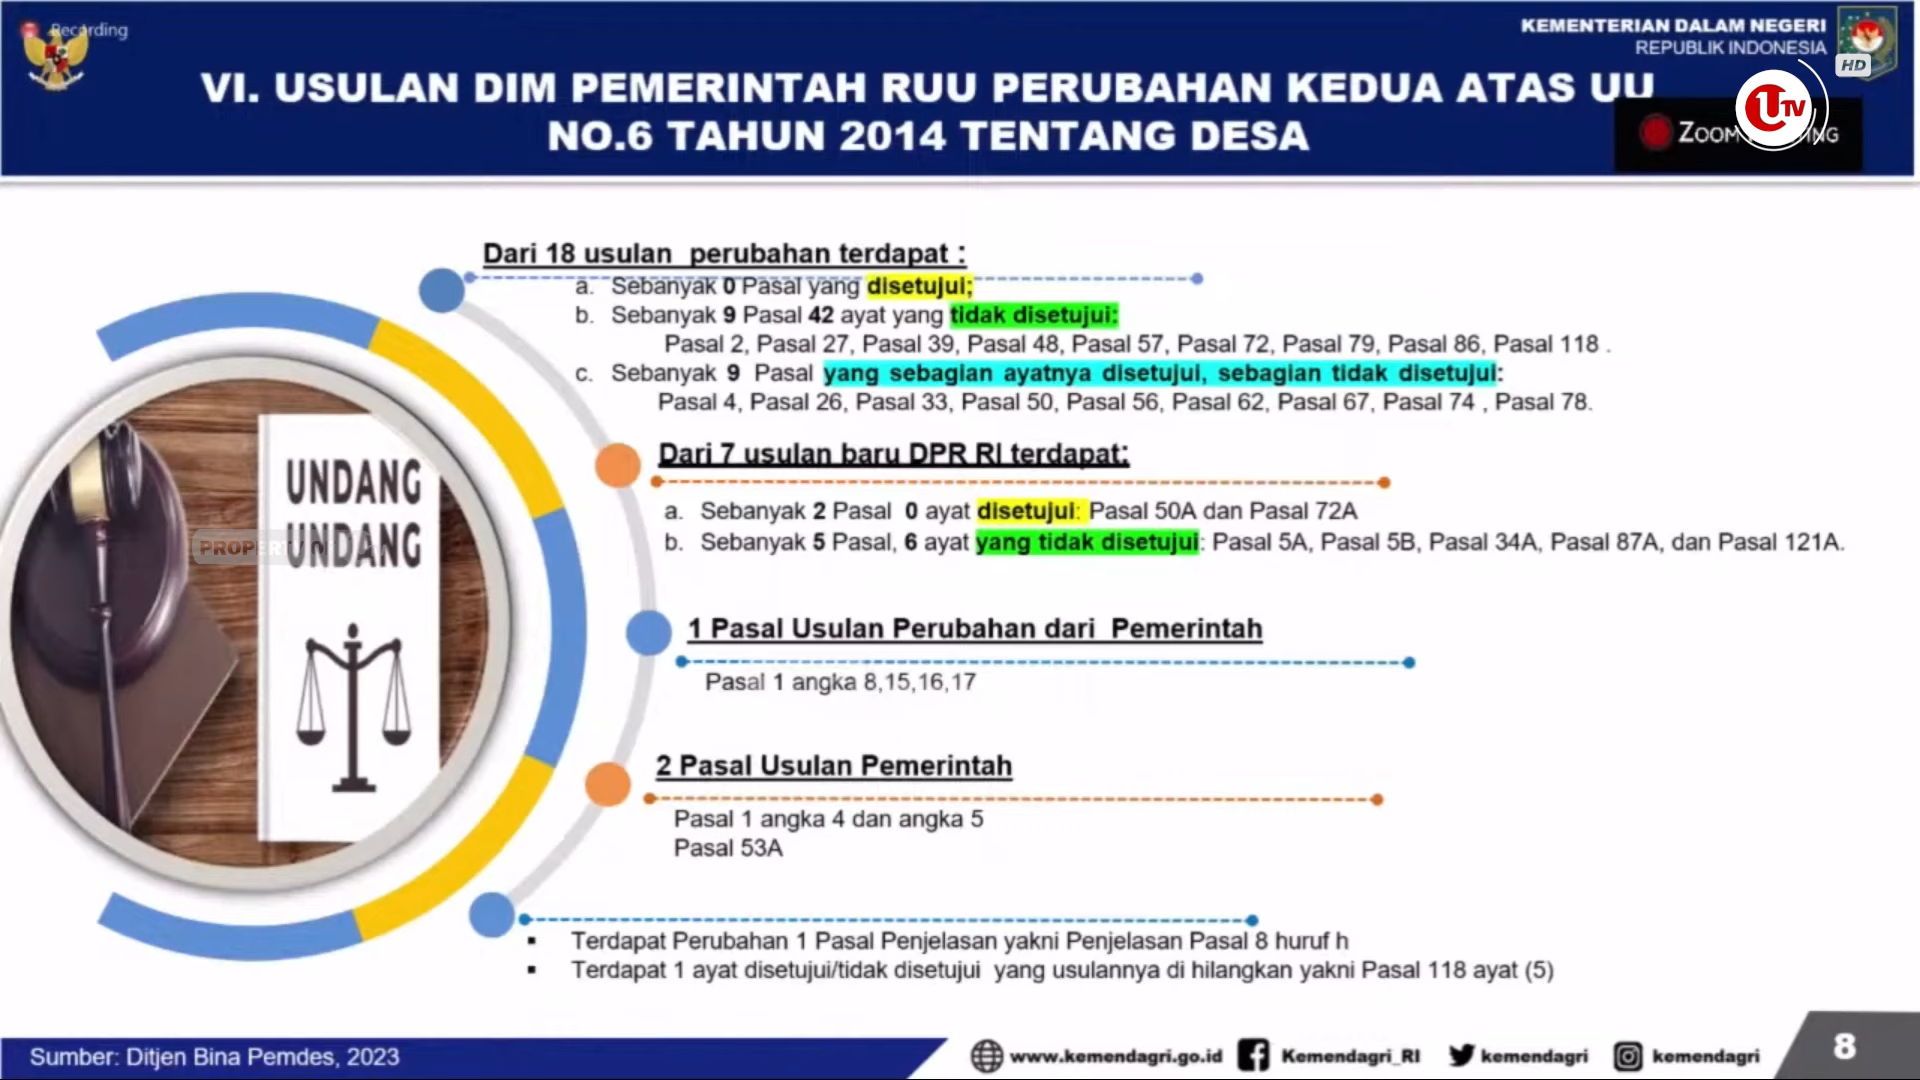 Recording
KEMENTERIAN DALAM NEGERI
REPUBLIK INDONESIA
HD
VI. USULAN DIM PEMERINTAH RUU PERUBAHAN KEDUA ATAS UU
NO.6 TAHUN 2014 TENTANG DESA
UTV
ZOOM
Dari 18 usulan perubahan terdapat :
a. Sebanyak 0 Pasal yang disetujui;
b. Sebanyak 9 Pasal 42 ayat yang tidak disetujui:
Pasal 2, Pasal 27, Pasal 39, Pasal 48, Pasal 57, Pasal 72, Pasal 79, Pasal 86, Pasal 118 .
c. Sebanyak 9 Pasal yang sebagian ayatnya disetujui, sebagian tidak disetujui:
Pasal 4, Pasal 26, Pasal 33, Pasal 50, Pasal 56, Pasal 62, Pasal 67, Pasal 74 , Pasal 78.
Dari 7 usulan baru DPR RI terdapat:
a. Sebanyak 2 Pasal 0 ayat disetujui: Pasal 50A dan Pasal 72A
b. Sebanyak 5 Pasal, 6 ayat yang tidak disetujui: Pasal 5A, Pasal 5B, Pasal 34A, Pasal 87A, dan Pasal 121A.
UNDANG
UNDANG
PROPERTY OF
1 Pasal Usulan Perubahan dari Pemerintah
Pasal 1 angka 8,15,16,17
2 Pasal Usulan Pemerintah
Pasal 1 angka 4 dan angka 5
Pasal 53A
▪ Terdapat Perubahan 1 Pasal Penjelasan yakni Penjelasan Pasal 8 huruf h
▪ Terdapat 1 ayat disetujui/tidak disetujui yang usulannya di hilangkan yakni Pasal 118 ayat (5)
Sumber: Ditjen Bina Pemdes, 2023
www.kemendagri.go.id
Kemendagri_RI
kemendagri
kemendagri
8